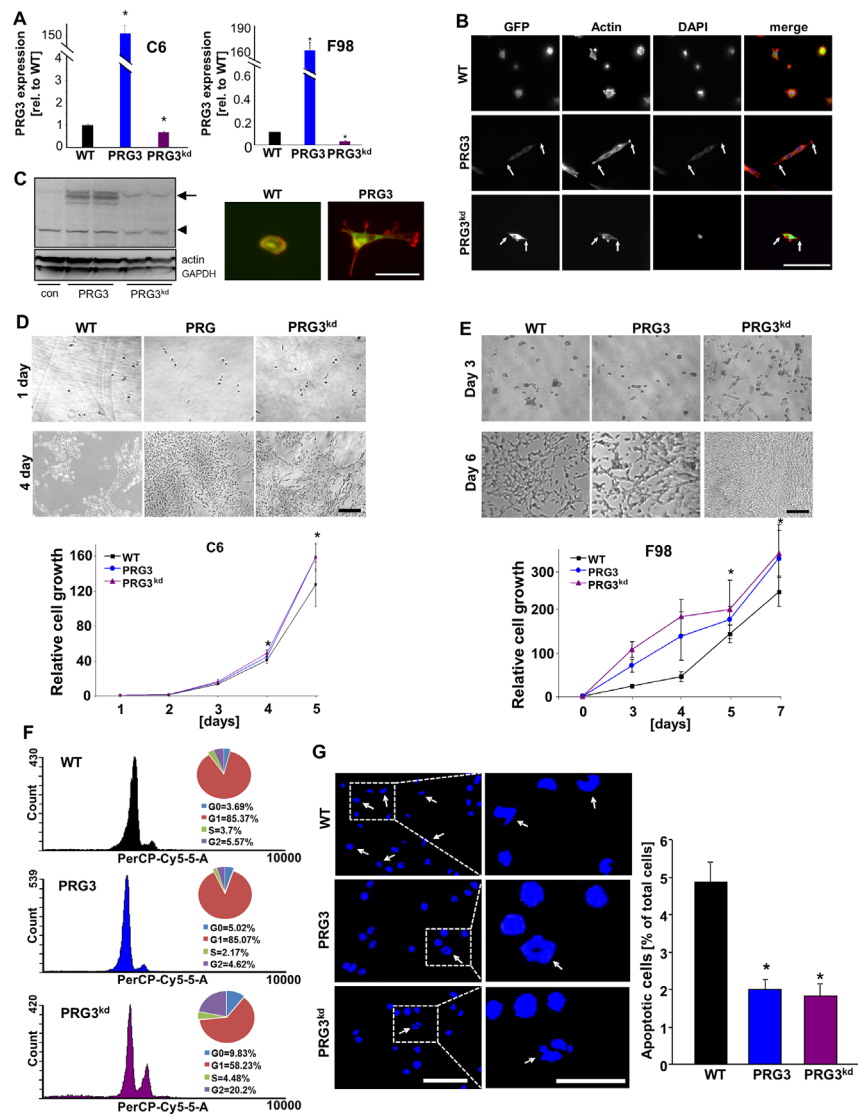 A
PRG3 expression
[rel. to WT]
150
4
3
2
1
0
*
C6
*
WT
PRG3
PRG3kd
PRG3 expression
[rel. to WT]
190
160
0.6
0.4
0.2
0
*
F98
*
WT
PRG3
PRG3kd
B
GFP
Actin
DAPI
merge
WT
PRG3
PRG3kd
C
actin
GAPDH
con
PRG3
PRG3kd
WT
PRG3
D
WT
PRG
PRG3kd
1 day
4 day
C6
Relative cell growth
160
120
80
40
0
WT
PRG3
PRG3kd
*
*
1
2
3
4
5
[days]
E
WT
PRG3
PRG3kd
Day 3
Day 6
F98
Relative cell growth
300
200
100
0
WT
PRG3
PRG3kd
*
*
0
3
4
5
7
[days]
F
WT
430
Count
G0=3.69%
G1=85.37%
S=3.7%
G2=5.57%
PerCP-Cy5-5-A
10000
PRG3
539
Count
G0=5.02%
G1=85.07%
S=2.17%
G2=4.62%
PerCP-Cy5-5-A
10000
PRG3kd
420
Count
G0=9.83%
G1=58.23%
S=4.48%
G2=20.2%
PerCP-Cy5-5-A
10000
G
WT
PRG3
PRG3kd
Apoptotic cells [% of total cells]
6
5
4
3
2
1
0
*
*
WT
PRG3
PRG3kd